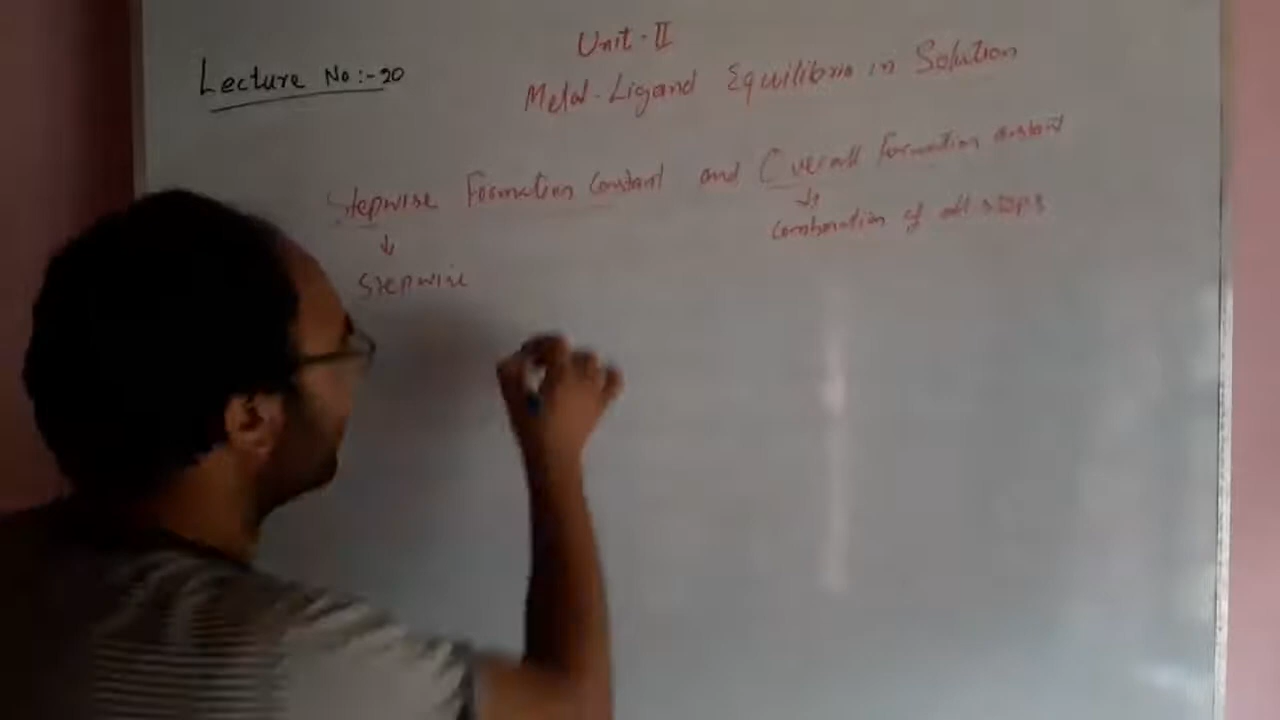 Unit-II
Lecture No:-20
Metal-Ligand Equilibria in Solution
Stepwise Formation Constant and Overall Formation constant
↓ ↓
Combination of all steps
Stepwise